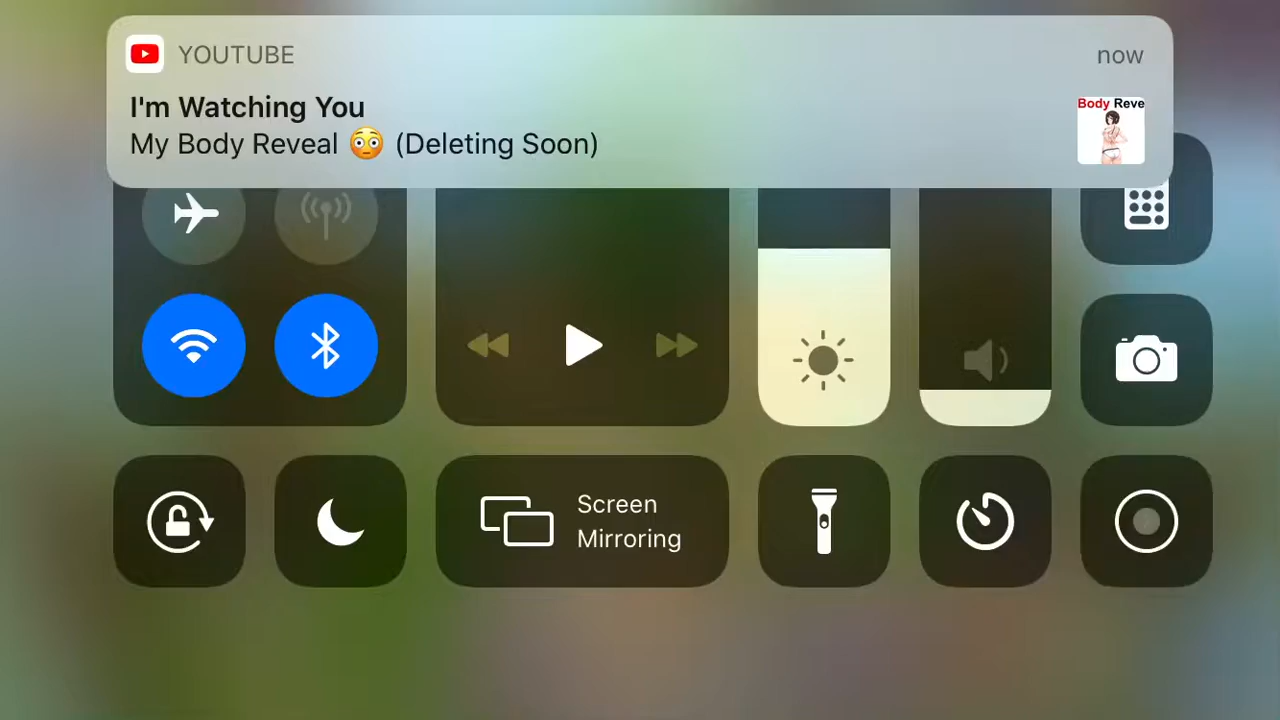 YOUTUBE
now
I'm Watching You
My Body Reveal 😳 (Deleting Soon)
Body Reve
Screen
Mirroring